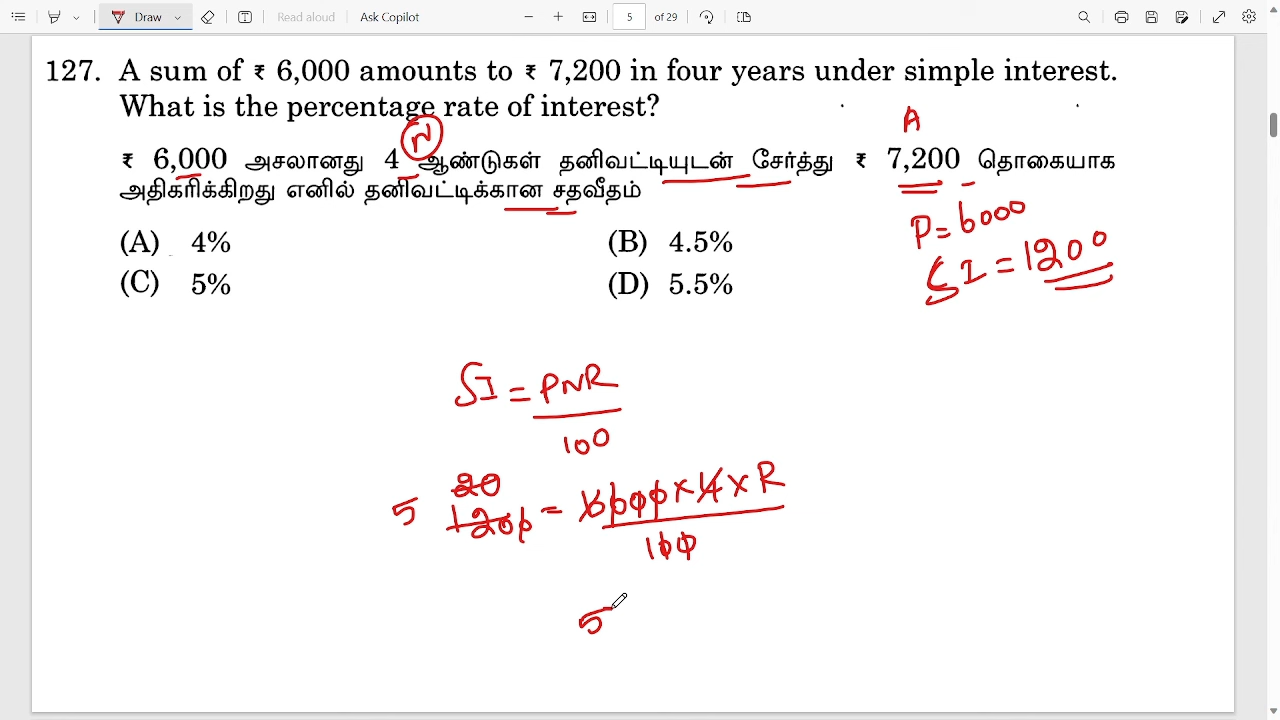 Draw
Read aloud
Ask Copilot
5
of 29
127. A sum of ₹ 6,000 amounts to ₹ 7,200 in four years under simple interest.
What is the percentage rate of interest?
N
A
₹ 6,000 அசலானது 4 ஆண்டுகள் தனிவட்டியுடன் சேர்த்து ₹ 7,200 தொகையாக
அதிகரிக்கிறது எனில் தனிவட்டிக்கான சதவீதம்
P=6000
(A) 4% (B) 4.5%
SI=1200
(C) 5% (D) 5.5%
SI = PNR
100
20
5 1200 = 6000×4×R
100
5